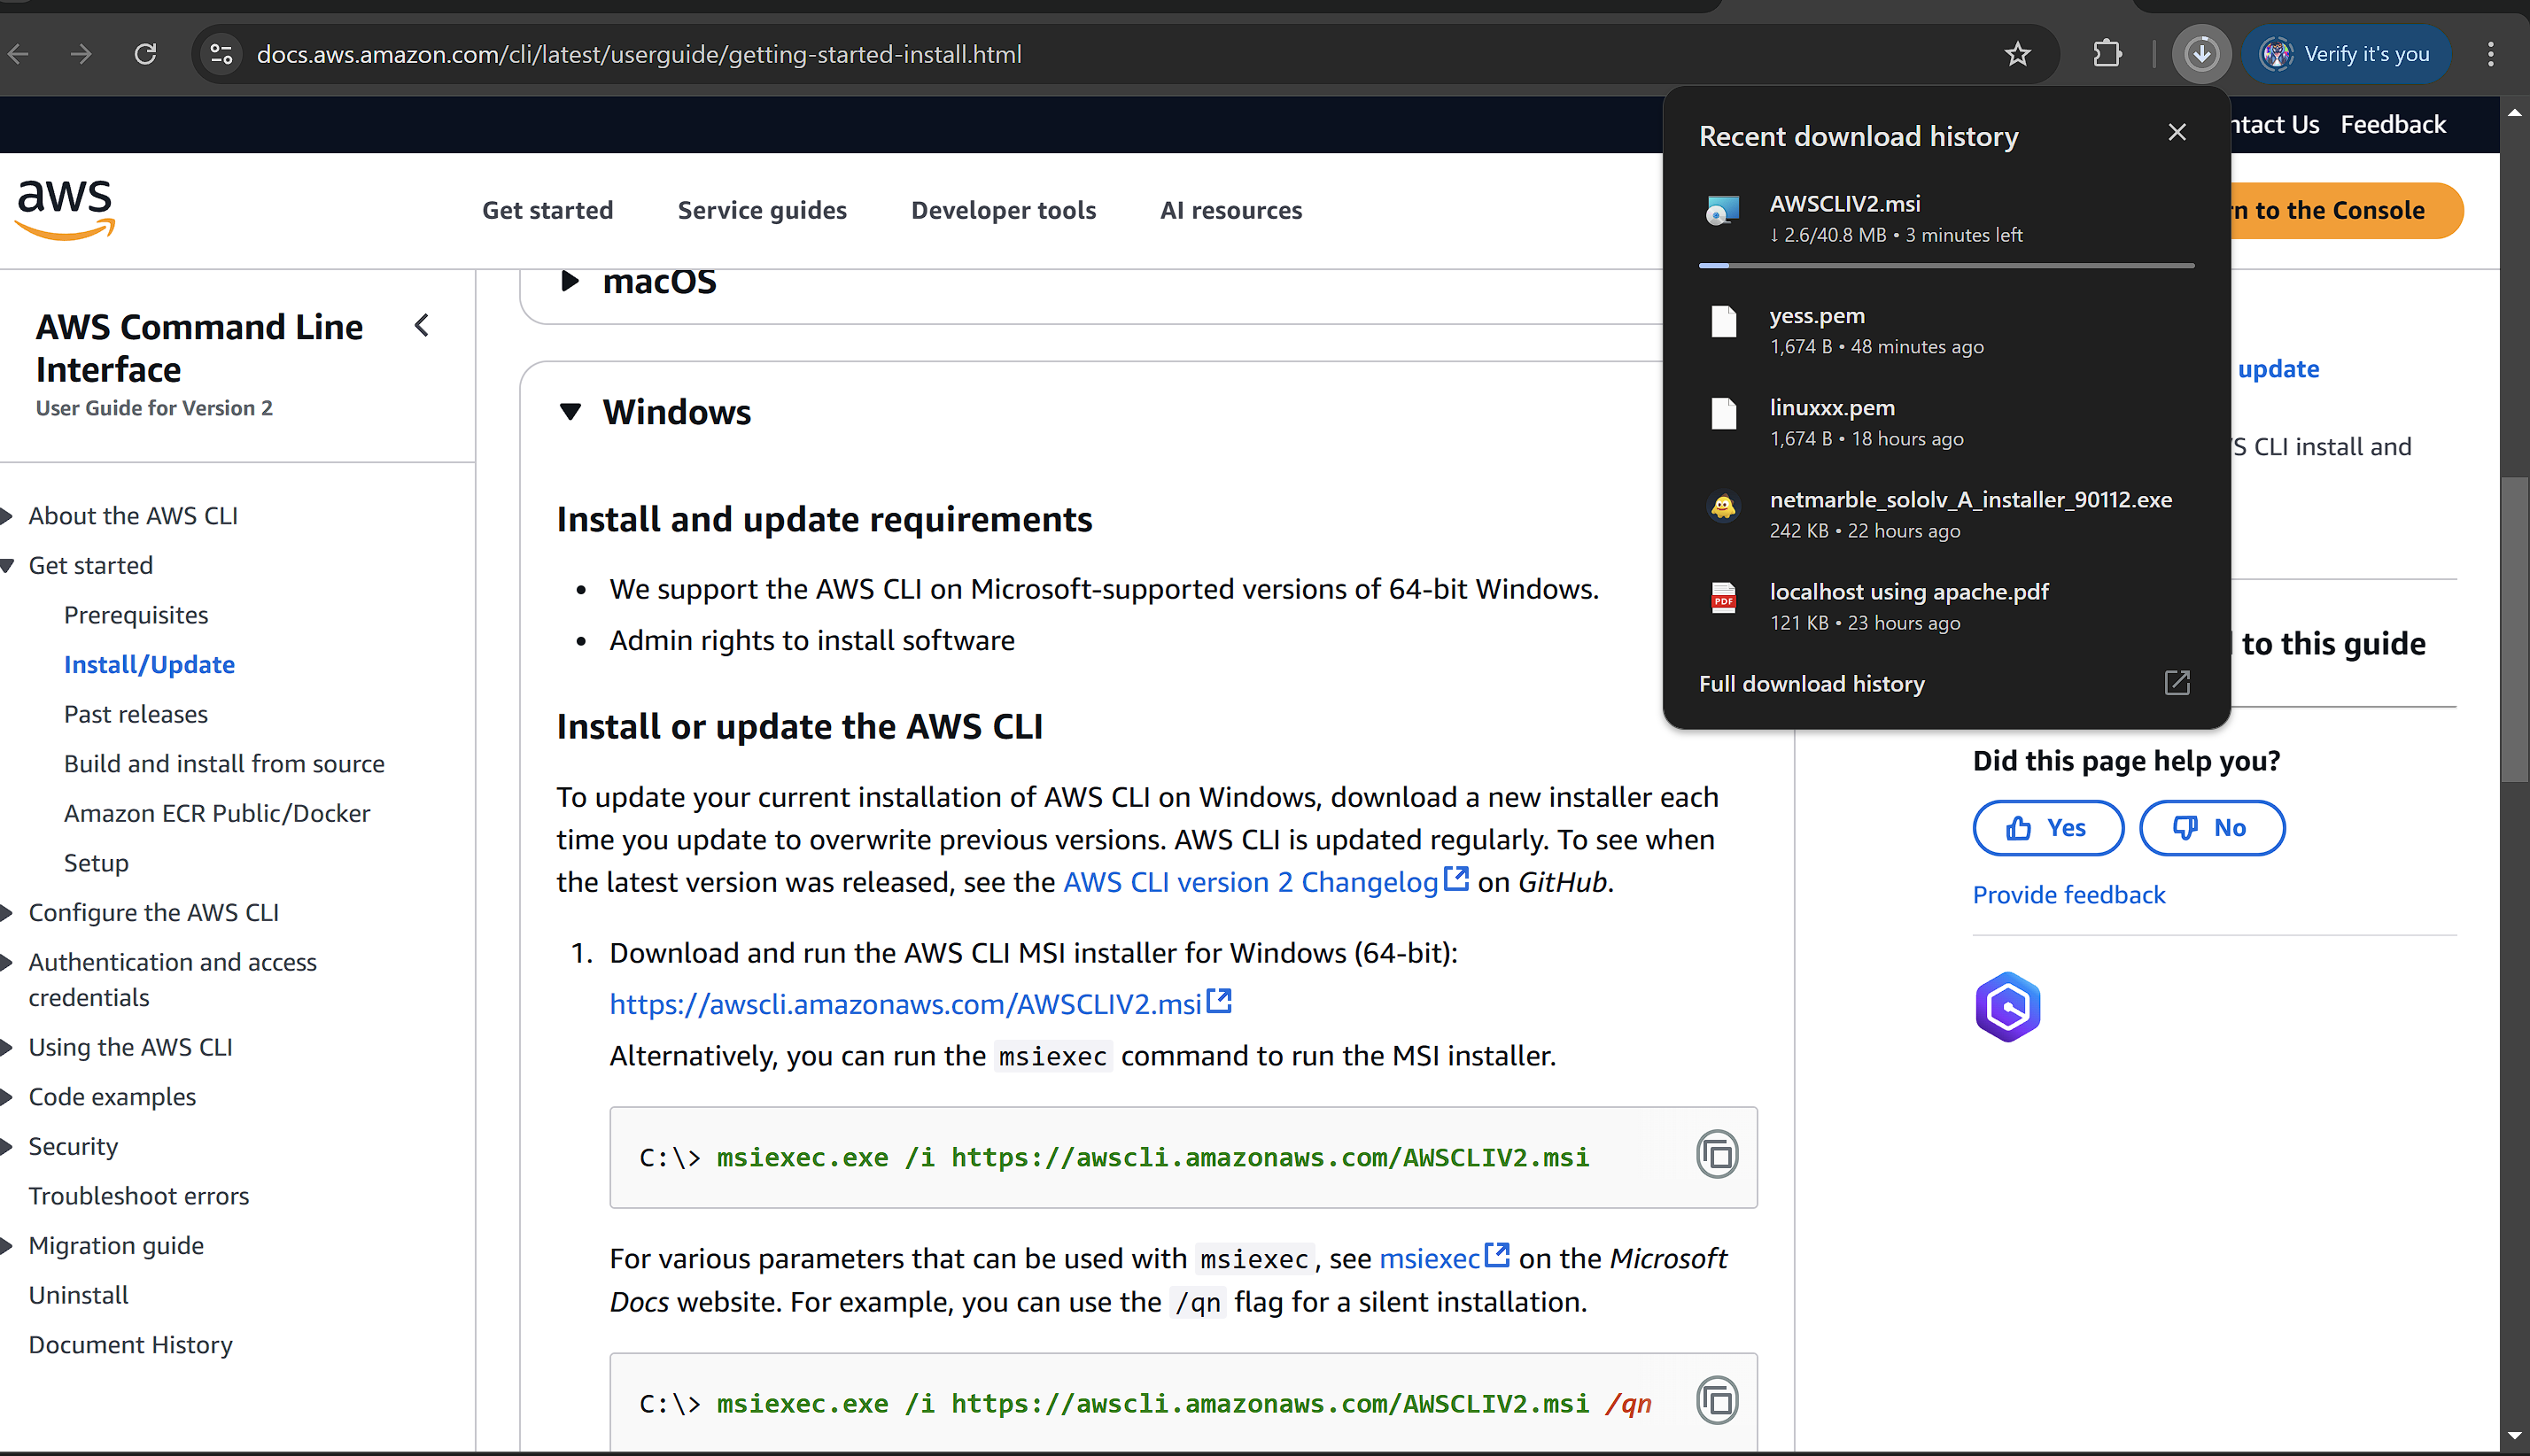 docs.aws.amazon.com/cli/latest/userguide/getting-started-install.html
Verify it's you
Contact Us Feedback
aws
Get started
Service guides
Developer tools
AI resources
to the Console
Recent download history
AWSCLIV2.msi
↓ 2.6/40.8 MB • 3 minutes left
yess.pem
1,674 B • 48 minutes ago
linuxxx.pem
1,674 B • 18 hours ago
netmarble_sololv_A_installer_90112.exe
242 KB • 22 hours ago
PDF
localhost using apache.pdf
121 KB • 23 hours ago
Full download history
AWS Command Line
Interface
User Guide for Version 2
About the AWS CLI
Get started
Prerequisites
Install/Update
Past releases
Build and install from source
Amazon ECR Public/Docker
Setup
Configure the AWS CLI
Authentication and access
credentials
Using the AWS CLI
Code examples
Security
Troubleshoot errors
Migration guide
Uninstall
Document History
macOS
Windows
Install and update requirements
• We support the AWS CLI on Microsoft-supported versions of 64-bit Windows.
• Admin rights to install software
Install or update the AWS CLI
To update your current installation of AWS CLI on Windows, download a new installer each
time you update to overwrite previous versions. AWS CLI is updated regularly. To see when
the latest version was released, see the AWS CLI version 2 Changelog on GitHub.
1. Download and run the AWS CLI MSI installer for Windows (64-bit):
https://awscli.amazonaws.com/AWSCLIV2.msi
Alternatively, you can run the msiexec command to run the MSI installer.
C:\> msiexec.exe /i https://awscli.amazonaws.com/AWSCLIV2.msi
For various parameters that can be used with msiexec, see msiexec on the Microsoft
Docs website. For example, you can use the /qn flag for a silent installation.
C:\> msiexec.exe /i https://awscli.amazonaws.com/AWSCLIV2.msi /qn
update
CLI install and
to this guide
Did this page help you?
Yes
No
Provide feedback